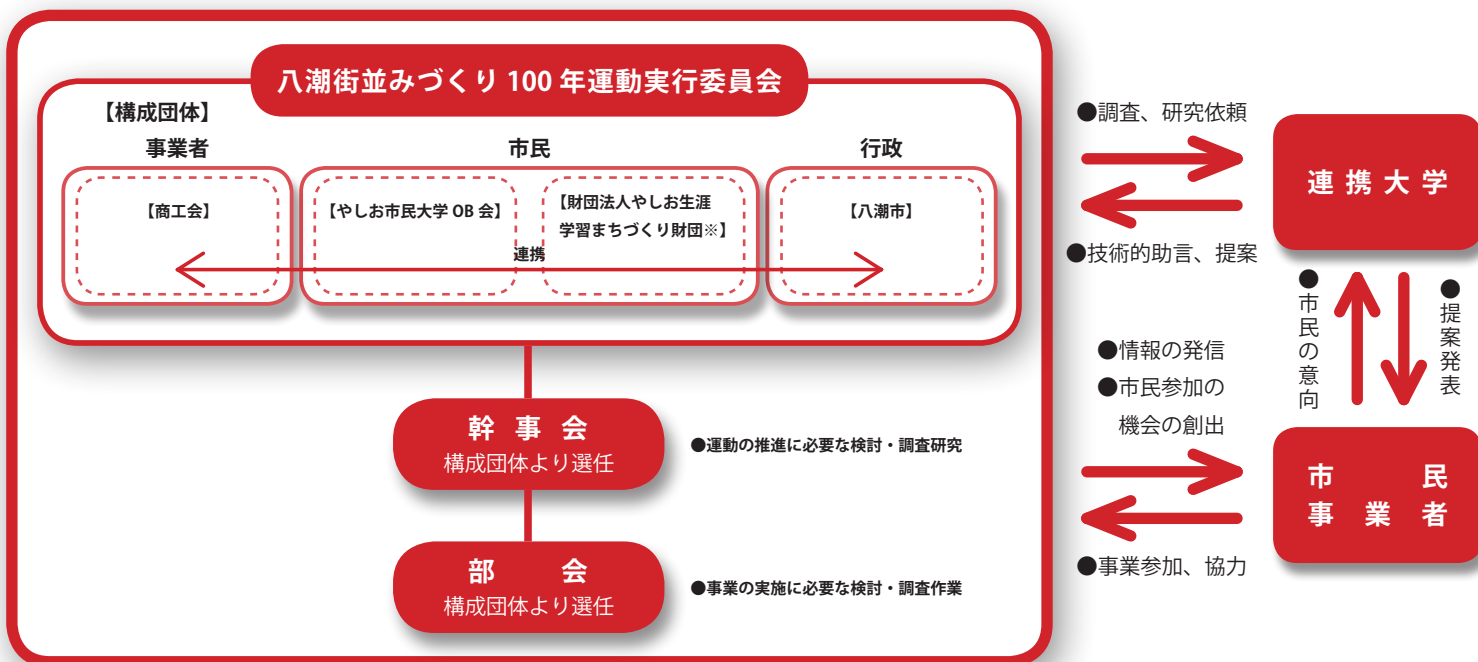 八潮街並みづくり 100 年運動実行委員会
【構成団体】
事業者
市民
行政
【商工会】
【やしお市民大学 OB 会】
【財団法人やしお生涯
学習まちづくり財団※】
【八潮市】
連携
幹事会
構成団体より選任
●運動の推進に必要な検討・調査研究
部会
構成団体より選任
●事業の実施に必要な検討・調査作業
●調査、研究依頼
●技術的助言、提案
連携大学
●市民の意向
●提案発表
●情報の発信
●市民参加の
機会の創出
●事業参加、協力
市民
事業者